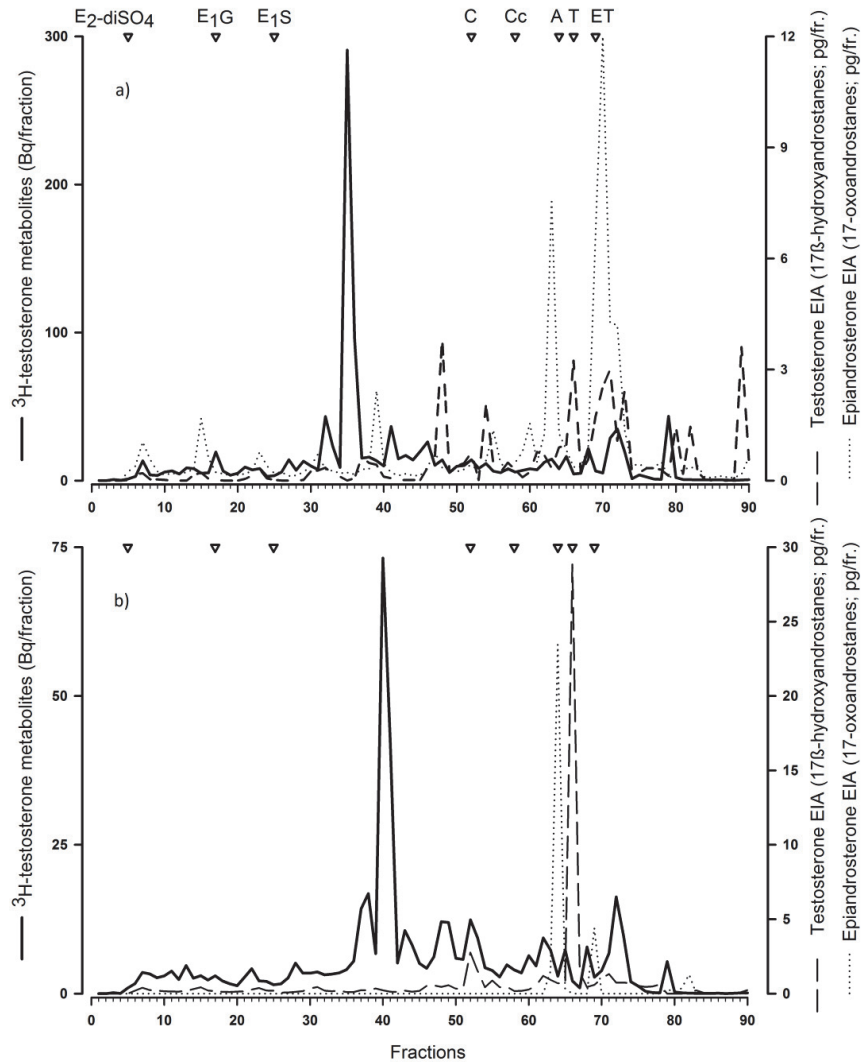 E2-diSO4 E1G E1S C Cc A T ET
a)
3H-testosterone metabolites (Bq/fraction)
300
200
100
0
12
9
6
3
0
Testosterone EIA (17ß-hydroxyandrostanes; pg/fr.)
Epiandrosterone EIA (17-oxoandrostanes; pg/fr.)
0 10 20 30 40 50 60 70 80 90
b)
3H-testosterone metabolites (Bq/fraction)
75
50
25
0
30
25
20
15
10
5
0
Testosterone EIA (17ß-hydroxyandrostanes; pg/fr.)
Epiandrosterone EIA (17-oxoandrostanes; pg/fr.)
0 10 20 30 40 50 60 70 80 90
Fractions